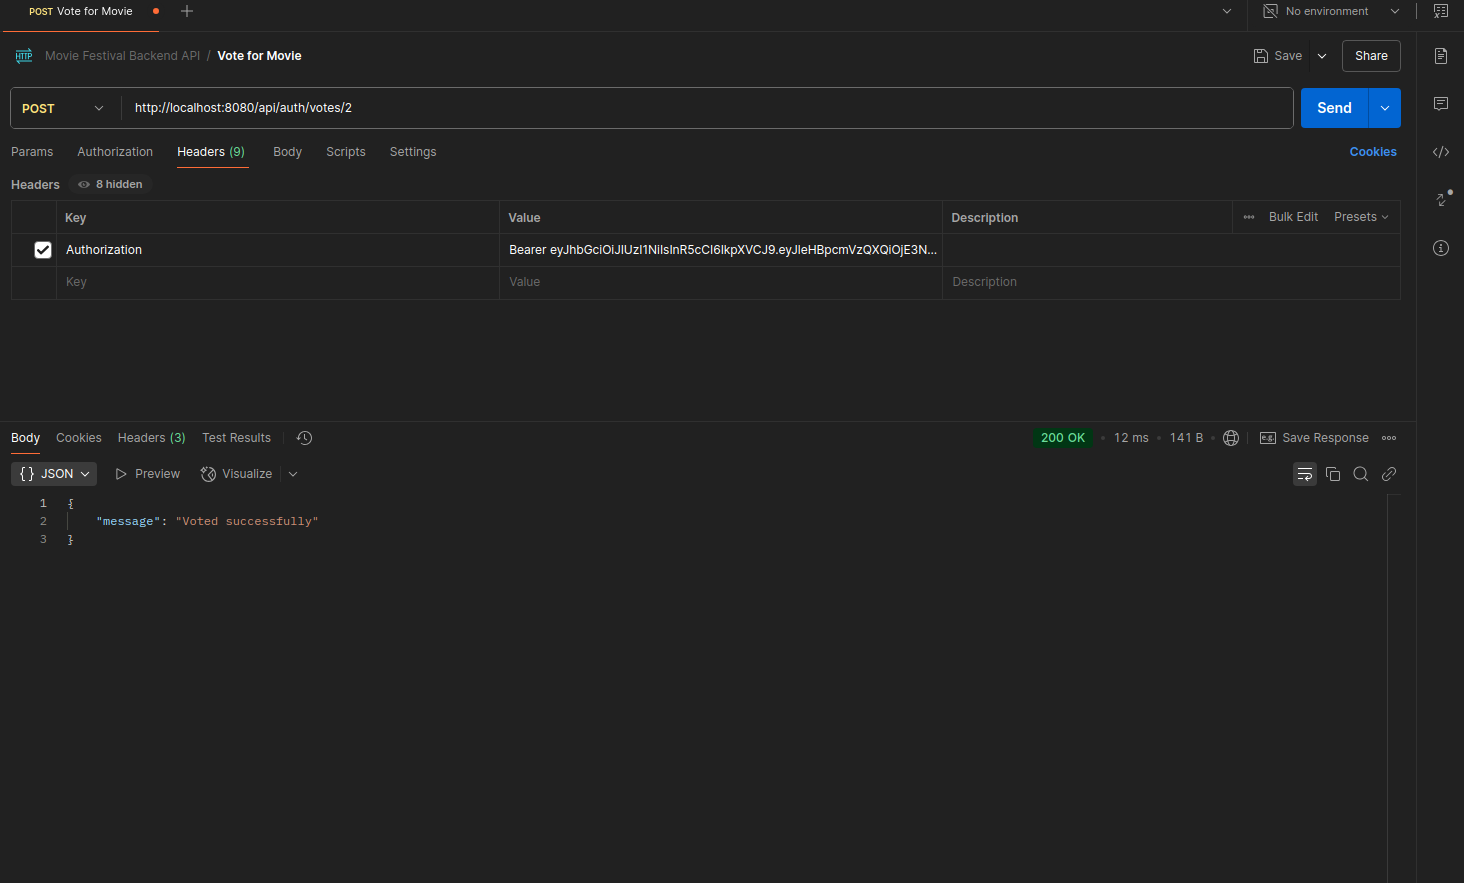 POST Vote for Movie
No environment
HTTP Movie Festival Backend API / Vote for Movie
Save
Share
POST http://localhost:8080/api/auth/votes/2
Send
Params Authorization Headers (9) Body Scripts Settings
Cookies
Headers 8 hidden
Key Value Description
Bulk Edit Presets
Authorization Bearer eyJhbGciOiJIUzI1NiIsInR5cCI6IkpXVCJ9.eyJleHBpcmVzQXQiOjE3N...
Key Value Description
Body Cookies Headers (3) Test Results
200 OK • 12 ms • 141 B •
e.g. Save Response
{} JSON Preview Visualize
1 {
2 "message": "Voted successfully"
3 }